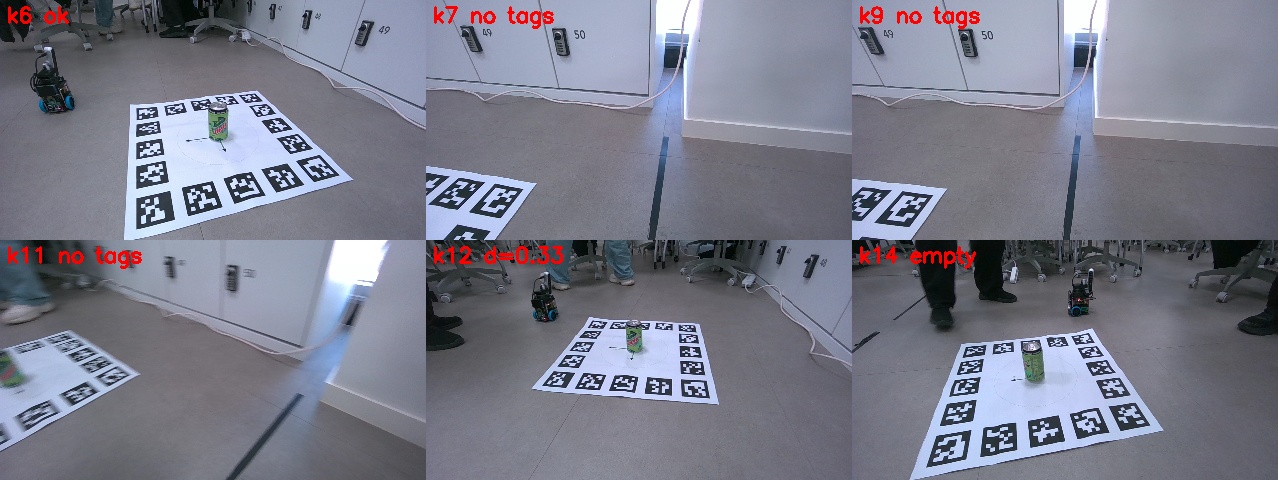 k6 ok
49
k7 no tags
49
50
k9 no tags
49
50
k11 no tags
k12 d=0.33
k14 empty